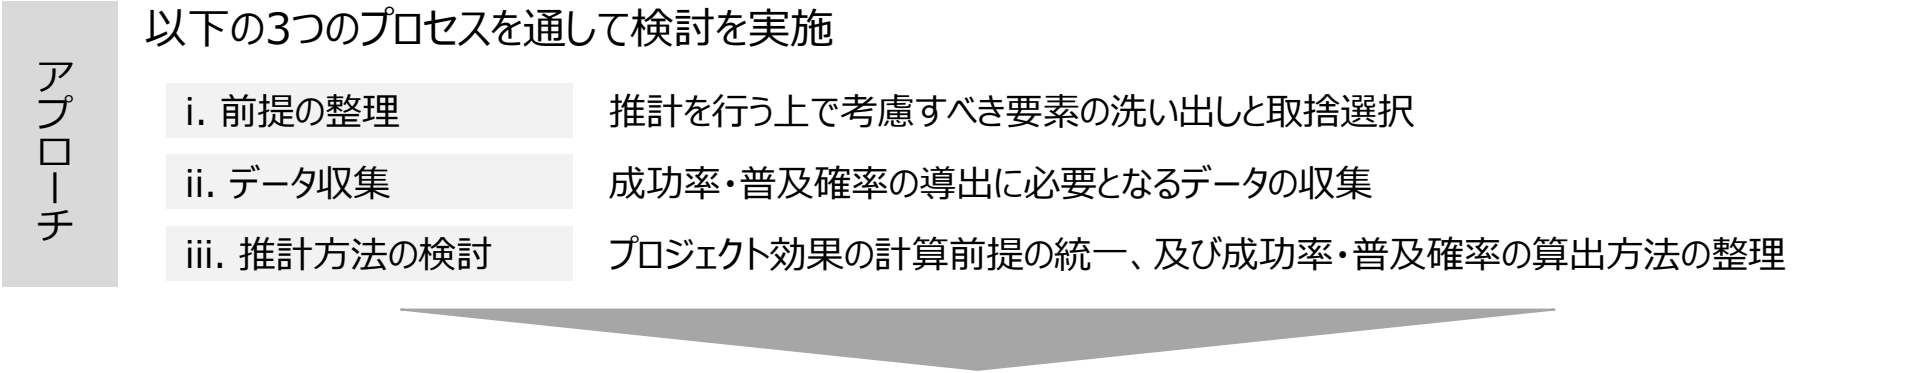 アプローチ
以下の3つのプロセスを通して検討を実施
i. 前提の整理
推計を行う上で考慮すべき要素の洗い出しと取捨選択
ii. データ収集
成功率・普及確率の導出に必要となるデータの収集
iii. 推計方法の検討
プロジェクト効果の計算前提の統一、及び成功率・普及確率の算出方法の整理